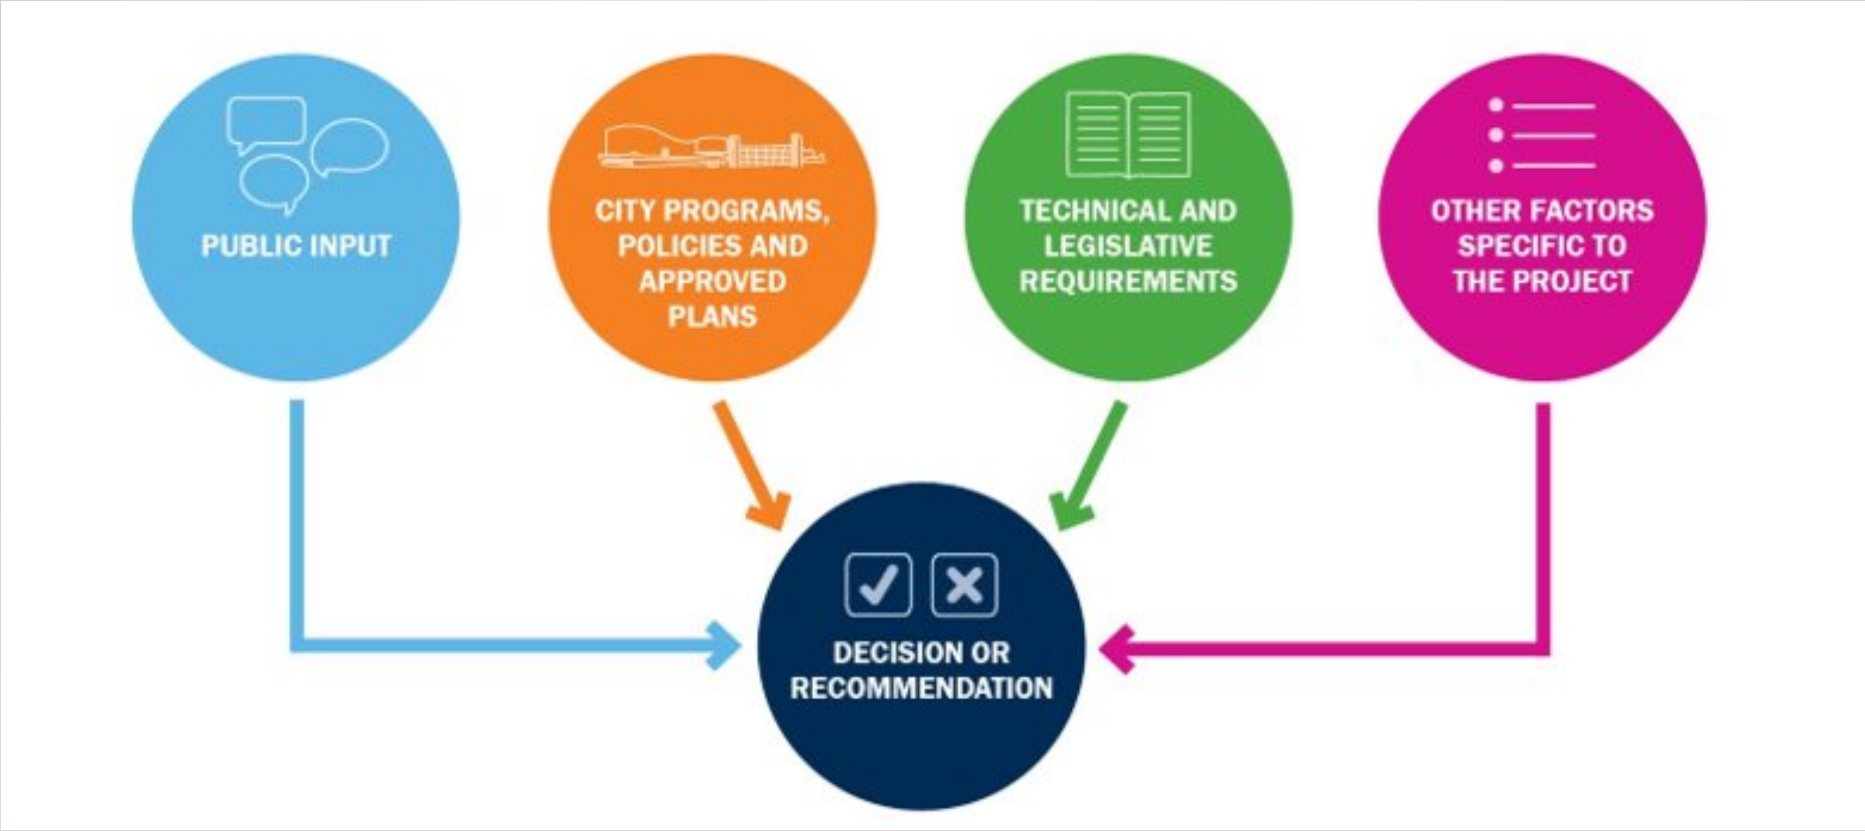 PUBLIC INPUT
CITY PROGRAMS,
POLICIES AND
APPROVED
PLANS
TECHNICAL AND
LEGISLATIVE
REQUIREMENTS
OTHER FACTORS
SPECIFIC TO
THE PROJECT
DECISION OR
RECOMMENDATION